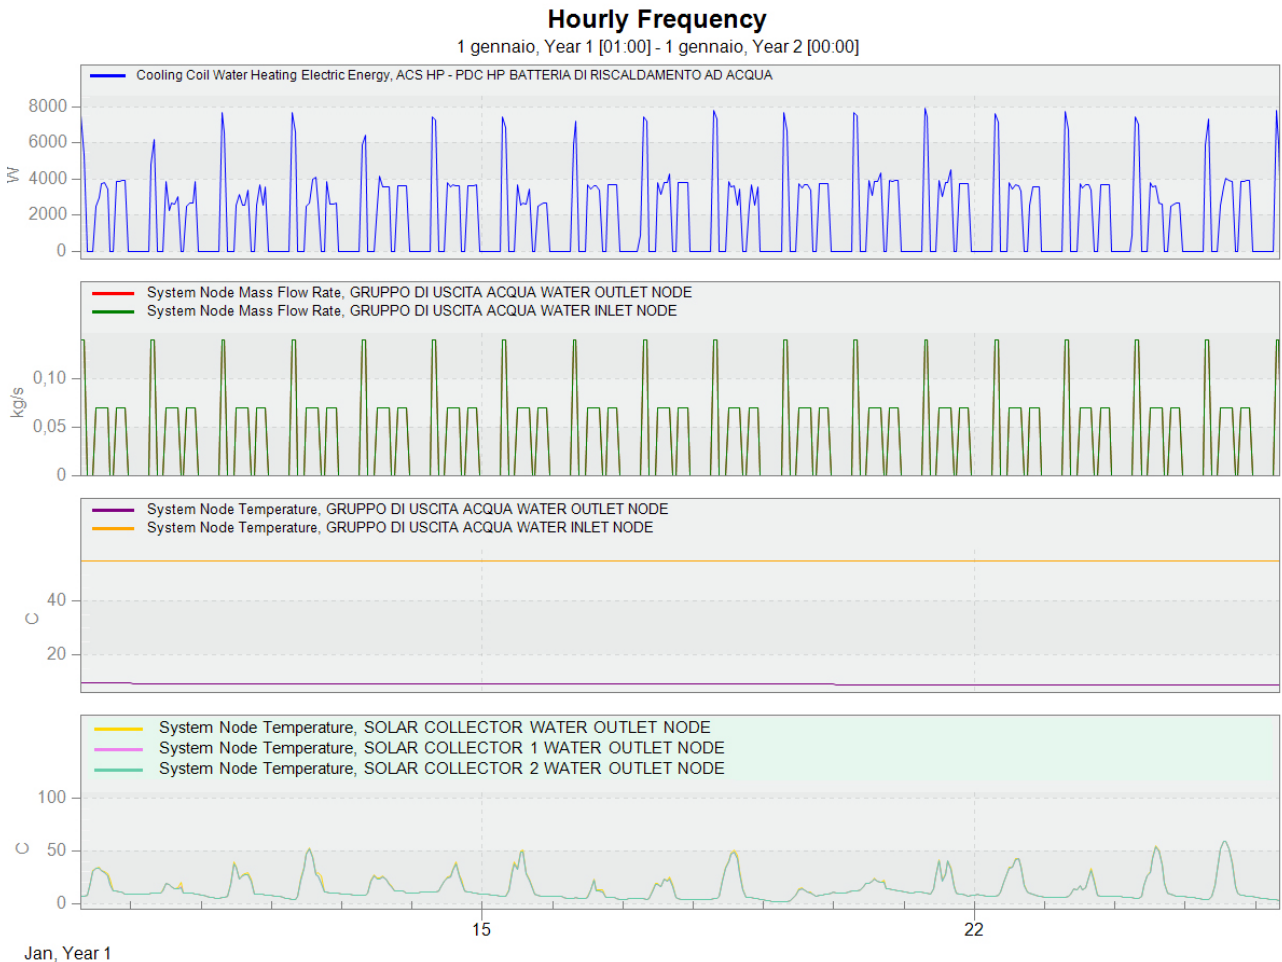 Hourly Frequency
1 gennaio, Year 1 [01:00] - 1 gennaio, Year 2 [00:00]
Cooling Coil Water Heating Electric Energy, ACS HP - PDC HP BATTERIA DI RISCALDAMENTO AD ACQUA
8000
6000
4000
2000
0
W
System Node Mass Flow Rate, GRUPPO DI USCITA ACQUA WATER OUTLET NODE
System Node Mass Flow Rate, GRUPPO DI USCITA ACQUA WATER INLET NODE
0,10
0,05
0
kg/s
System Node Temperature, GRUPPO DI USCITA ACQUA WATER OUTLET NODE
System Node Temperature, GRUPPO DI USCITA ACQUA WATER INLET NODE
40
20
C
System Node Temperature, SOLAR COLLECTOR WATER OUTLET NODE
System Node Temperature, SOLAR COLLECTOR 1 WATER OUTLET NODE
System Node Temperature, SOLAR COLLECTOR 2 WATER OUTLET NODE
100
50
0
C
15
22
Jan, Year 1